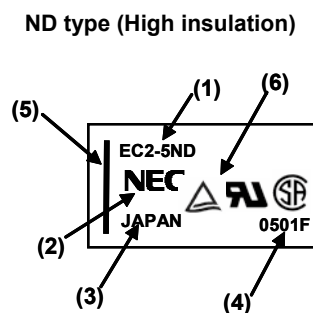 ND type (High insulation)
(1)
(6)
(5)
EC2-5ND
NEC
JAPAN
0501F
(2)
(3)
(4)